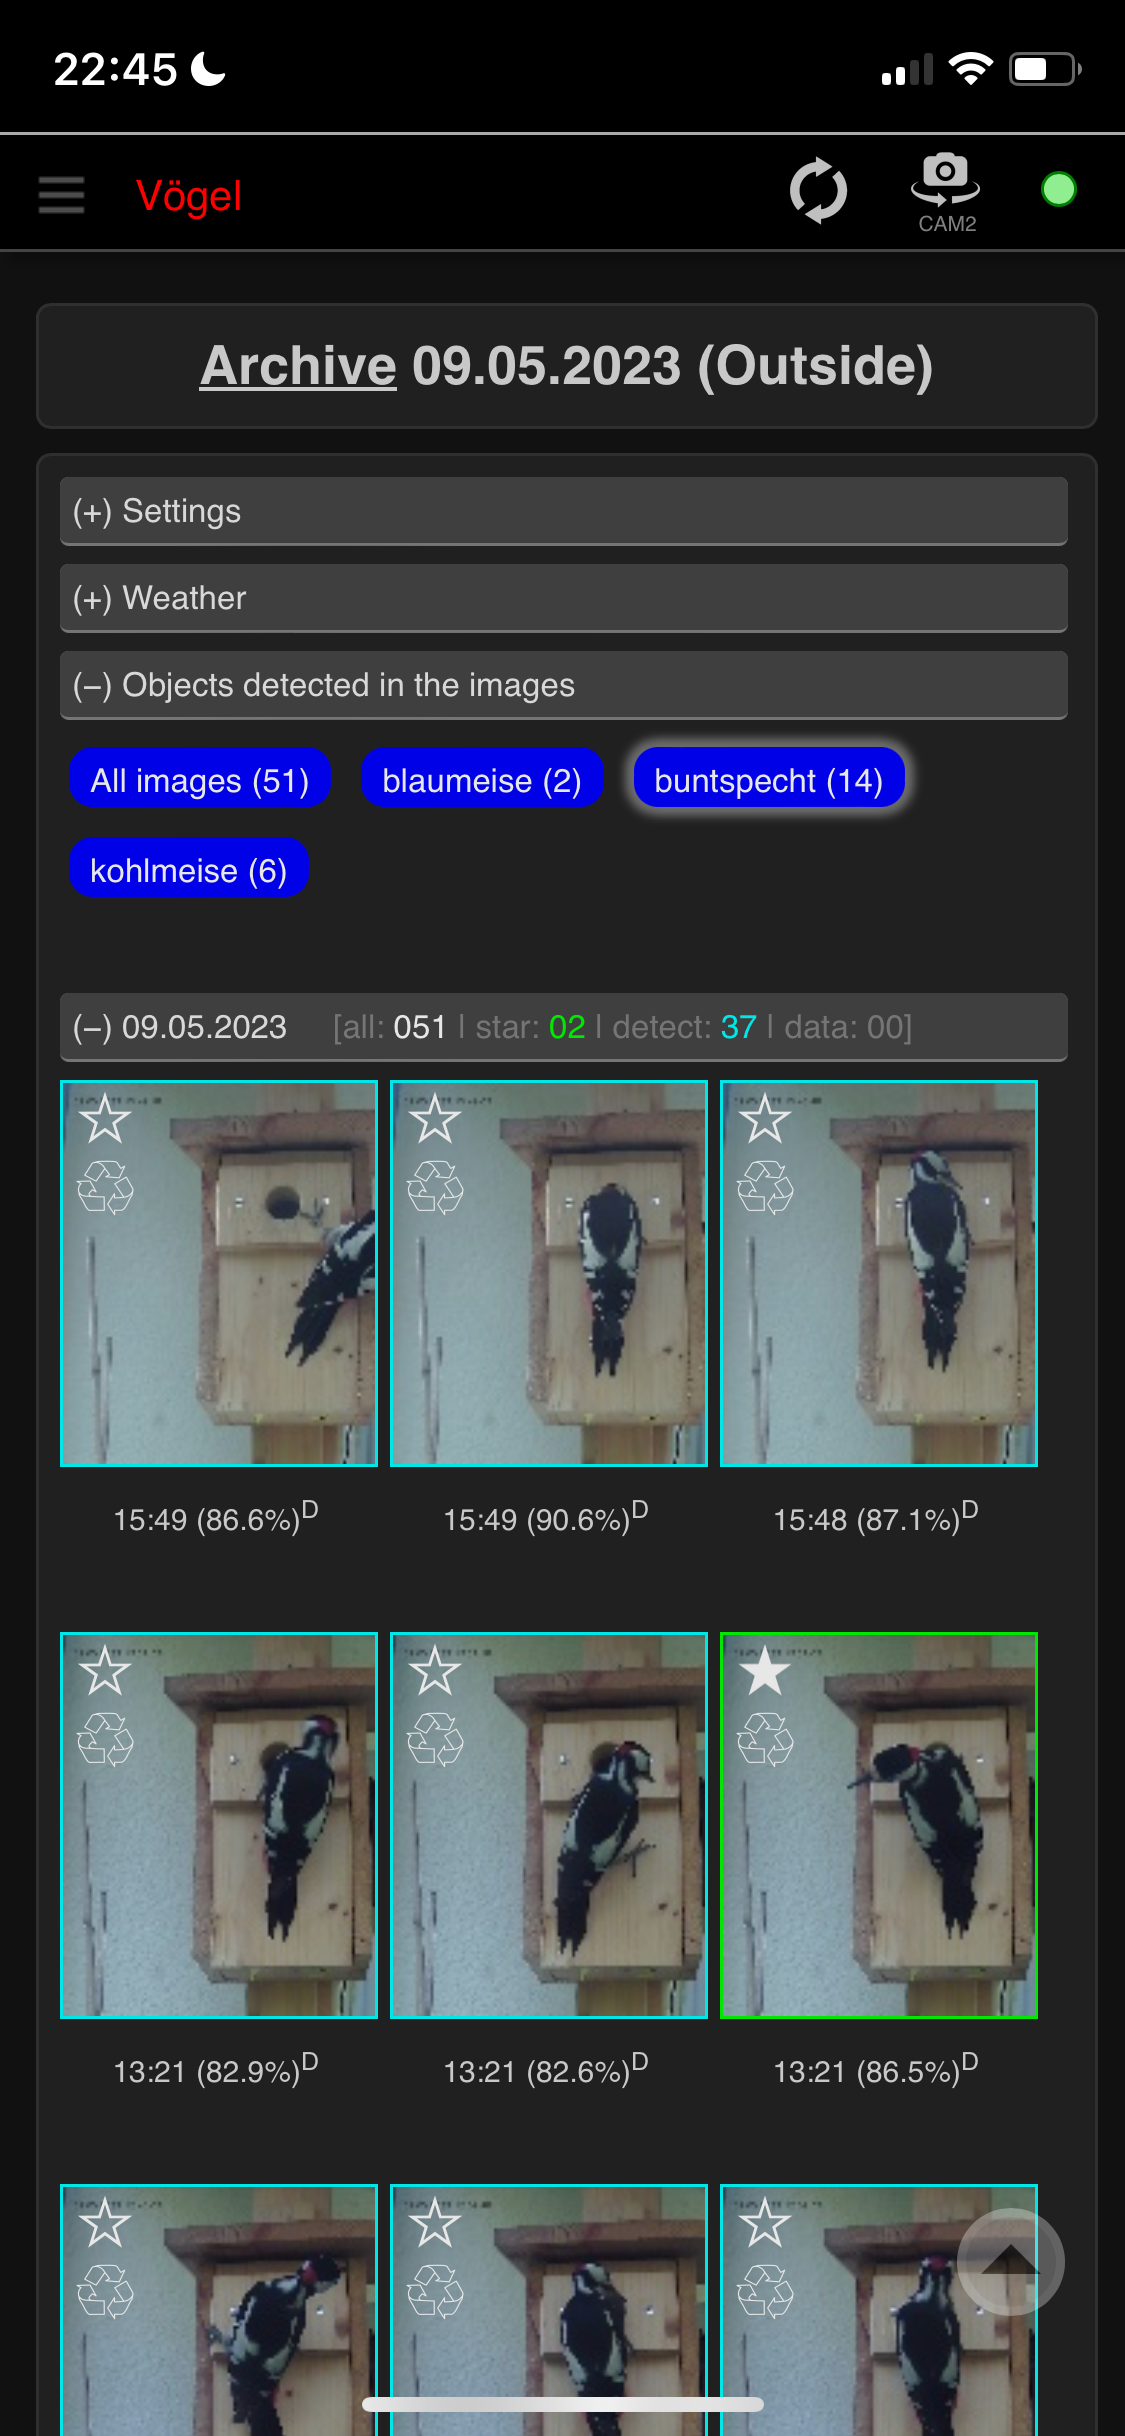 22:45
Vögel
CAM2
Archive 09.05.2023 (Outside)
(+) Settings
(+) Weather
(–) Objects detected in the images
All images (51) blaumeise (2) buntspecht (14)
kohlmeise (6)
(–) 09.05.2023 [all: 051 | star: 02 | detect: 37 | data: 00]
15:49 (86.6%)D 15:49 (90.6%)D 15:48 (87.1%)D
13:21 (82.9%)D 13:21 (82.6%)D 13:21 (86.5%)D